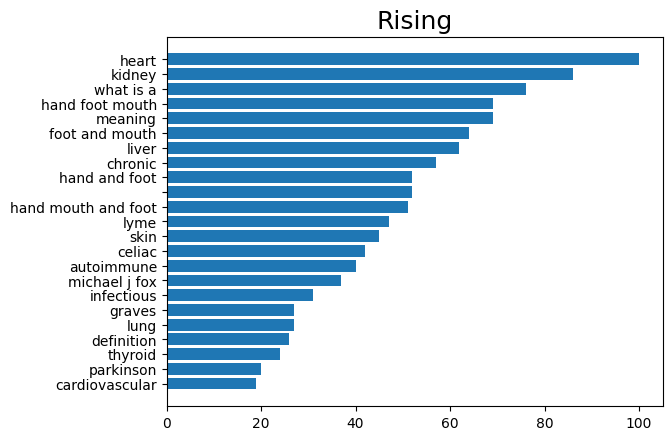 Rising
heart
kidney
what is a
hand foot mouth
meaning
foot and mouth
liver
chronic
hand and foot
hand mouth and foot
lyme
skin
celiac
autoimmune
michael j fox
infectious
graves
lung
definition
thyroid
parkinson
cardiovascular
0 20 40 60 80 100